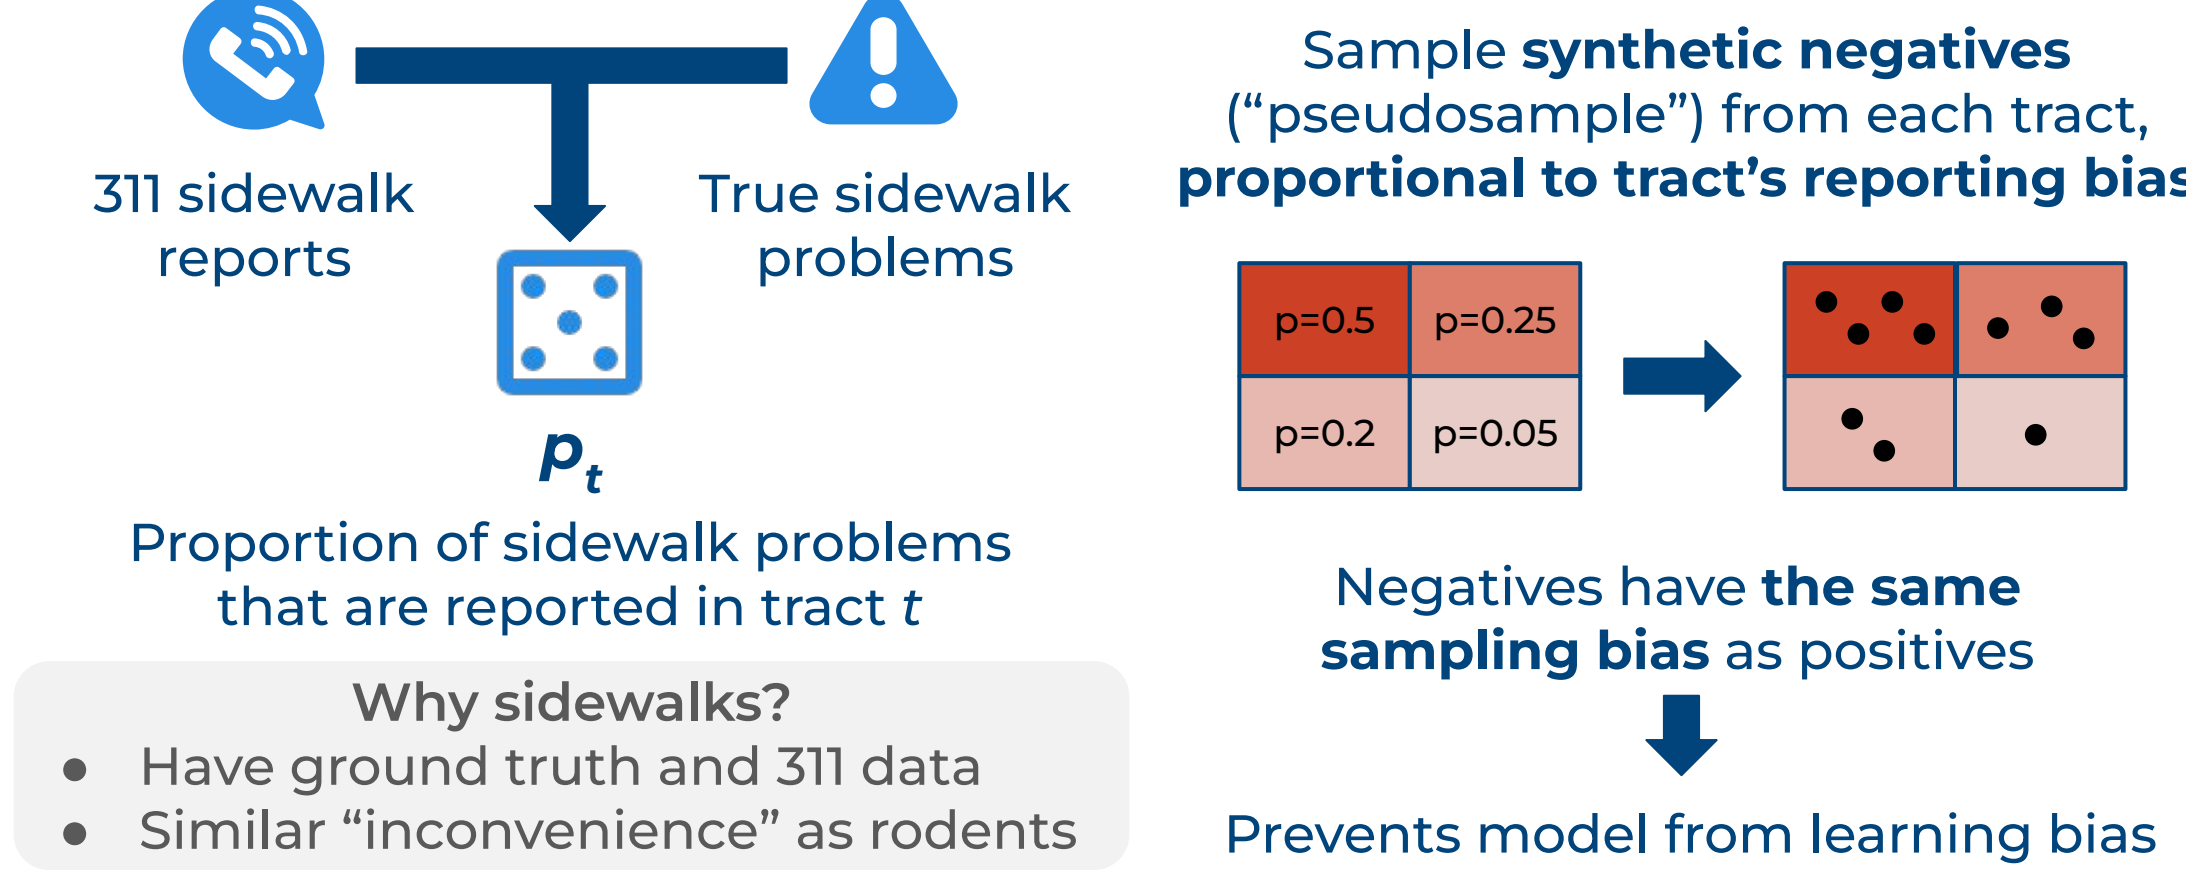 311 sidewalk
reports
True sidewalk
problems
p_t
Proportion of sidewalk problems
that are reported in tract t
Why sidewalks?
● Have ground truth and 311 data
● Similar “inconvenience” as rodents
Sample synthetic negatives
(“pseudosample”) from each tract,
proportional to tract’s reporting bias
p=0.5 p=0.25
p=0.2 p=0.05
Negatives have the same
sampling bias as positives
Prevents model from learning bias